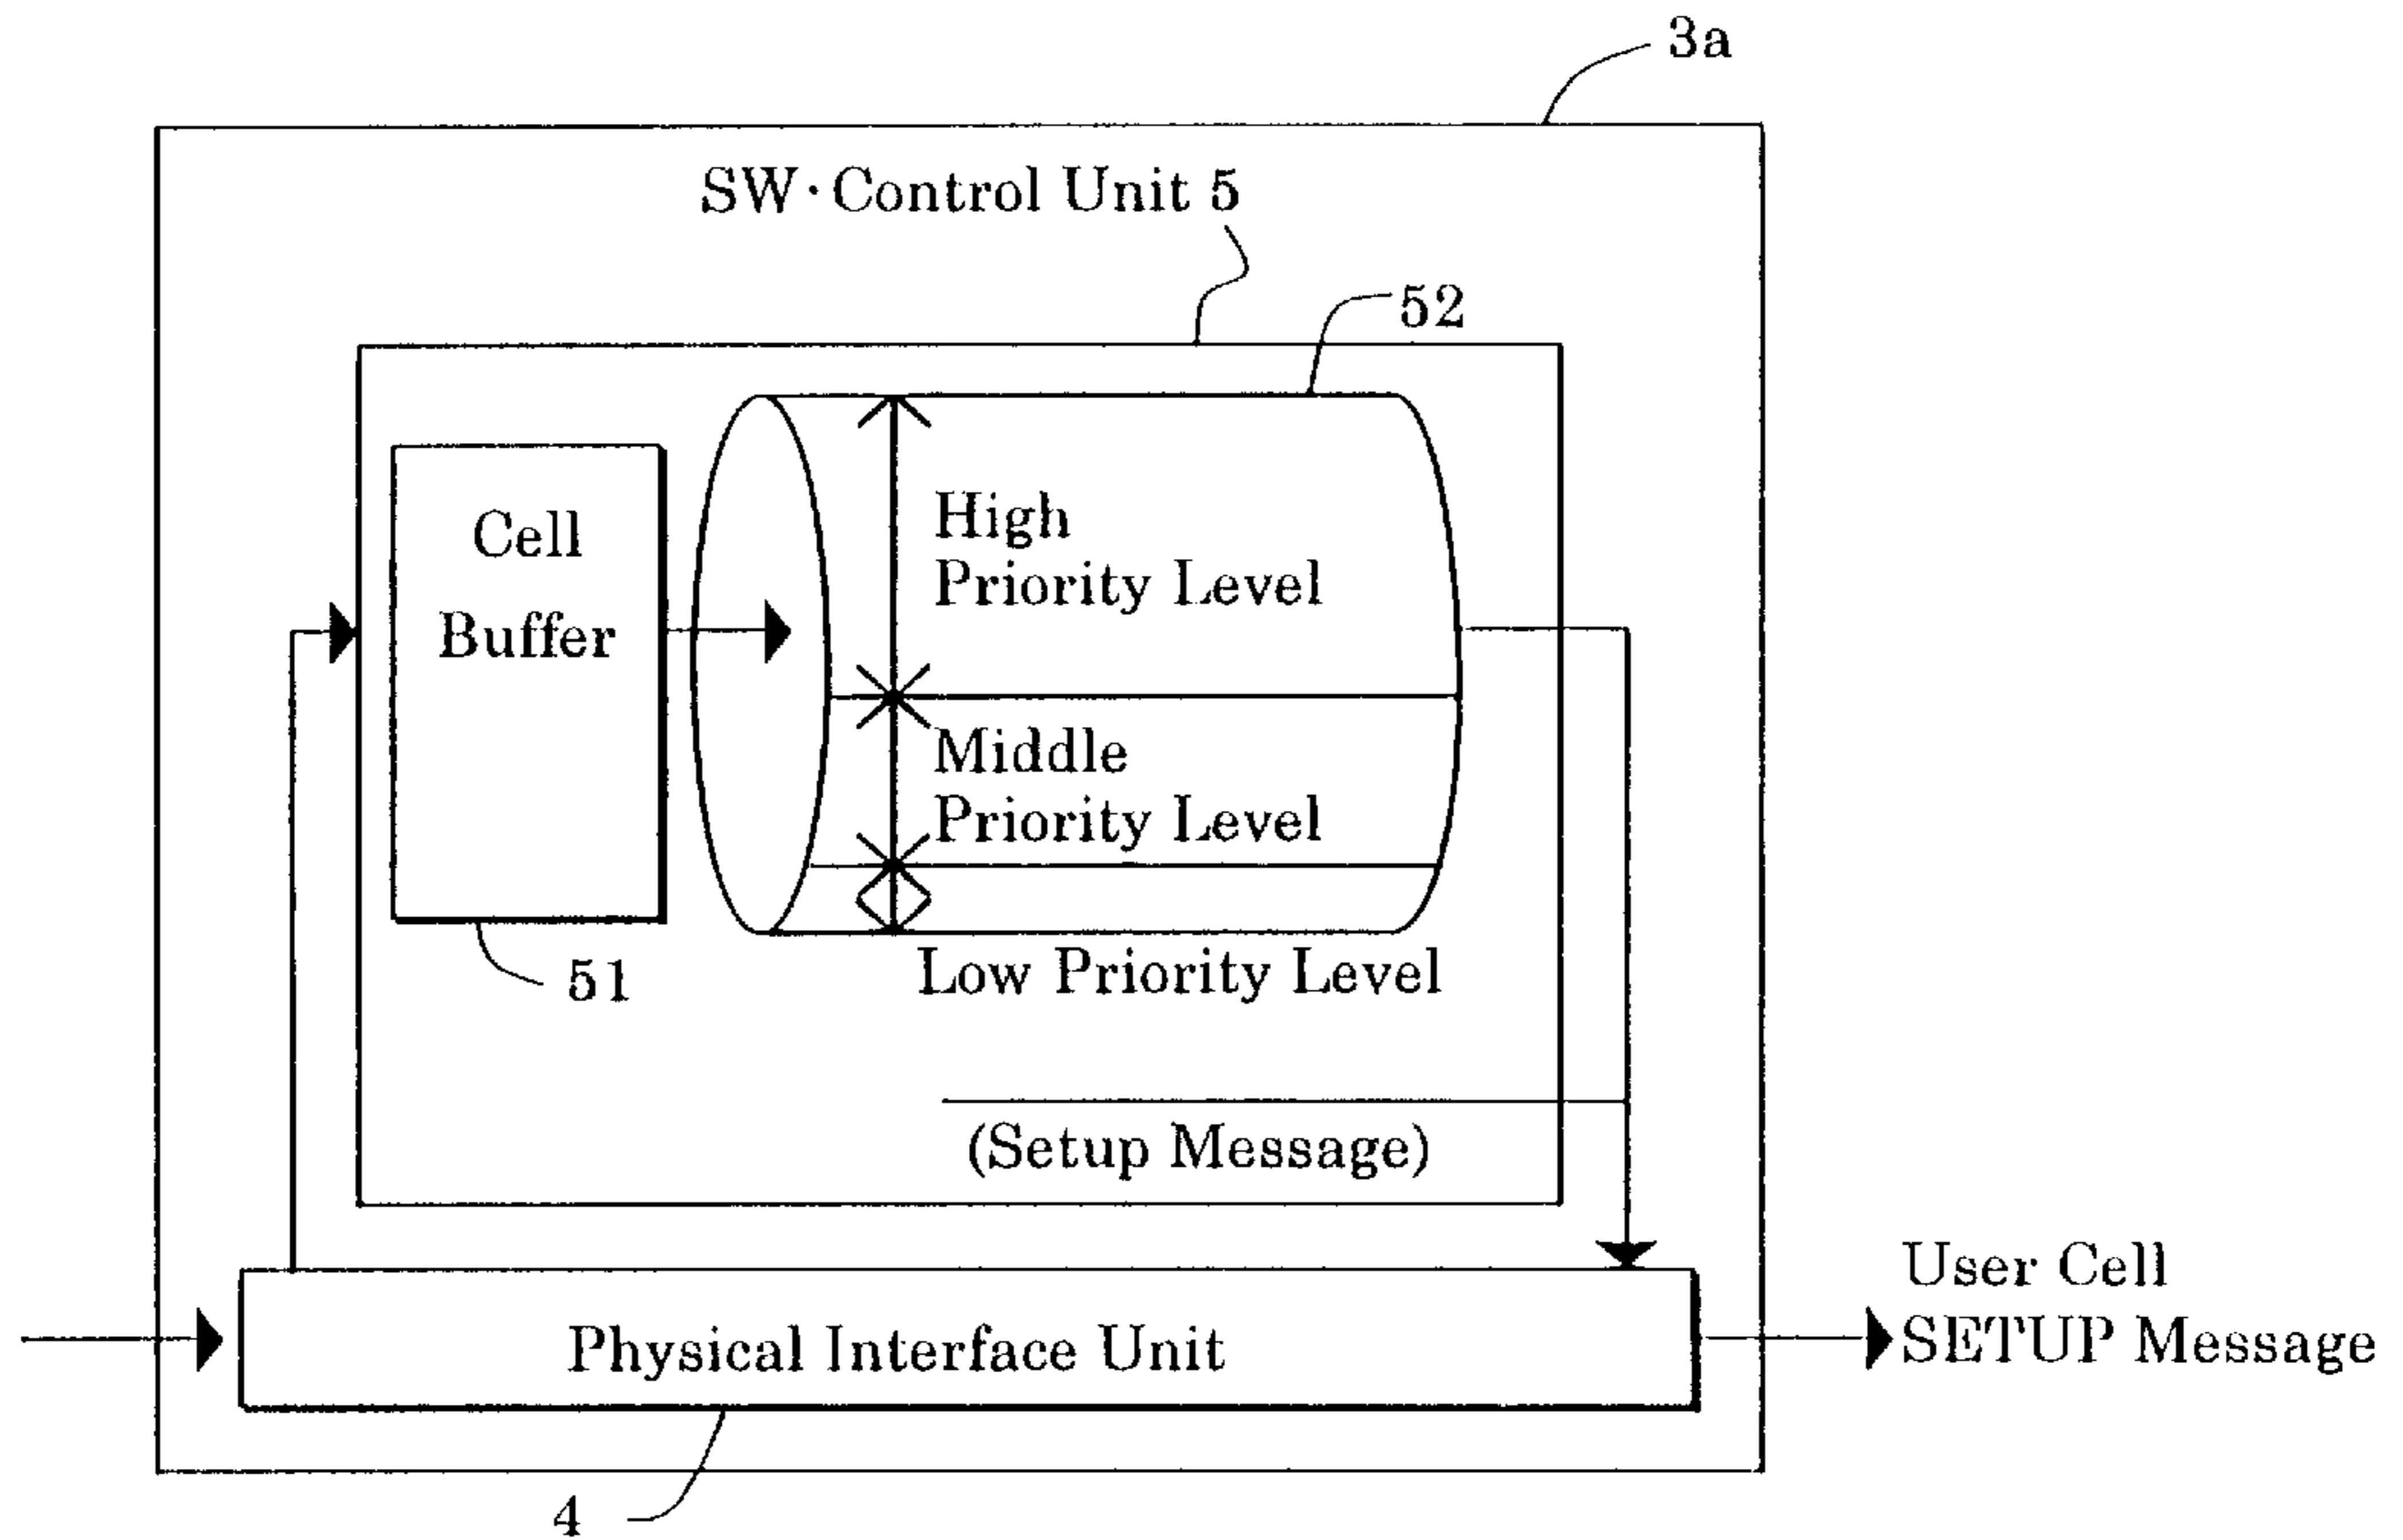 3a
SW·Control Unit 5
52
Cell
Buffer
High
Priority Level
Middle
Priority Level
Low Priority Level
51
(Setup Message)
User Cell
SETUP Message
Physical Interface Unit
4